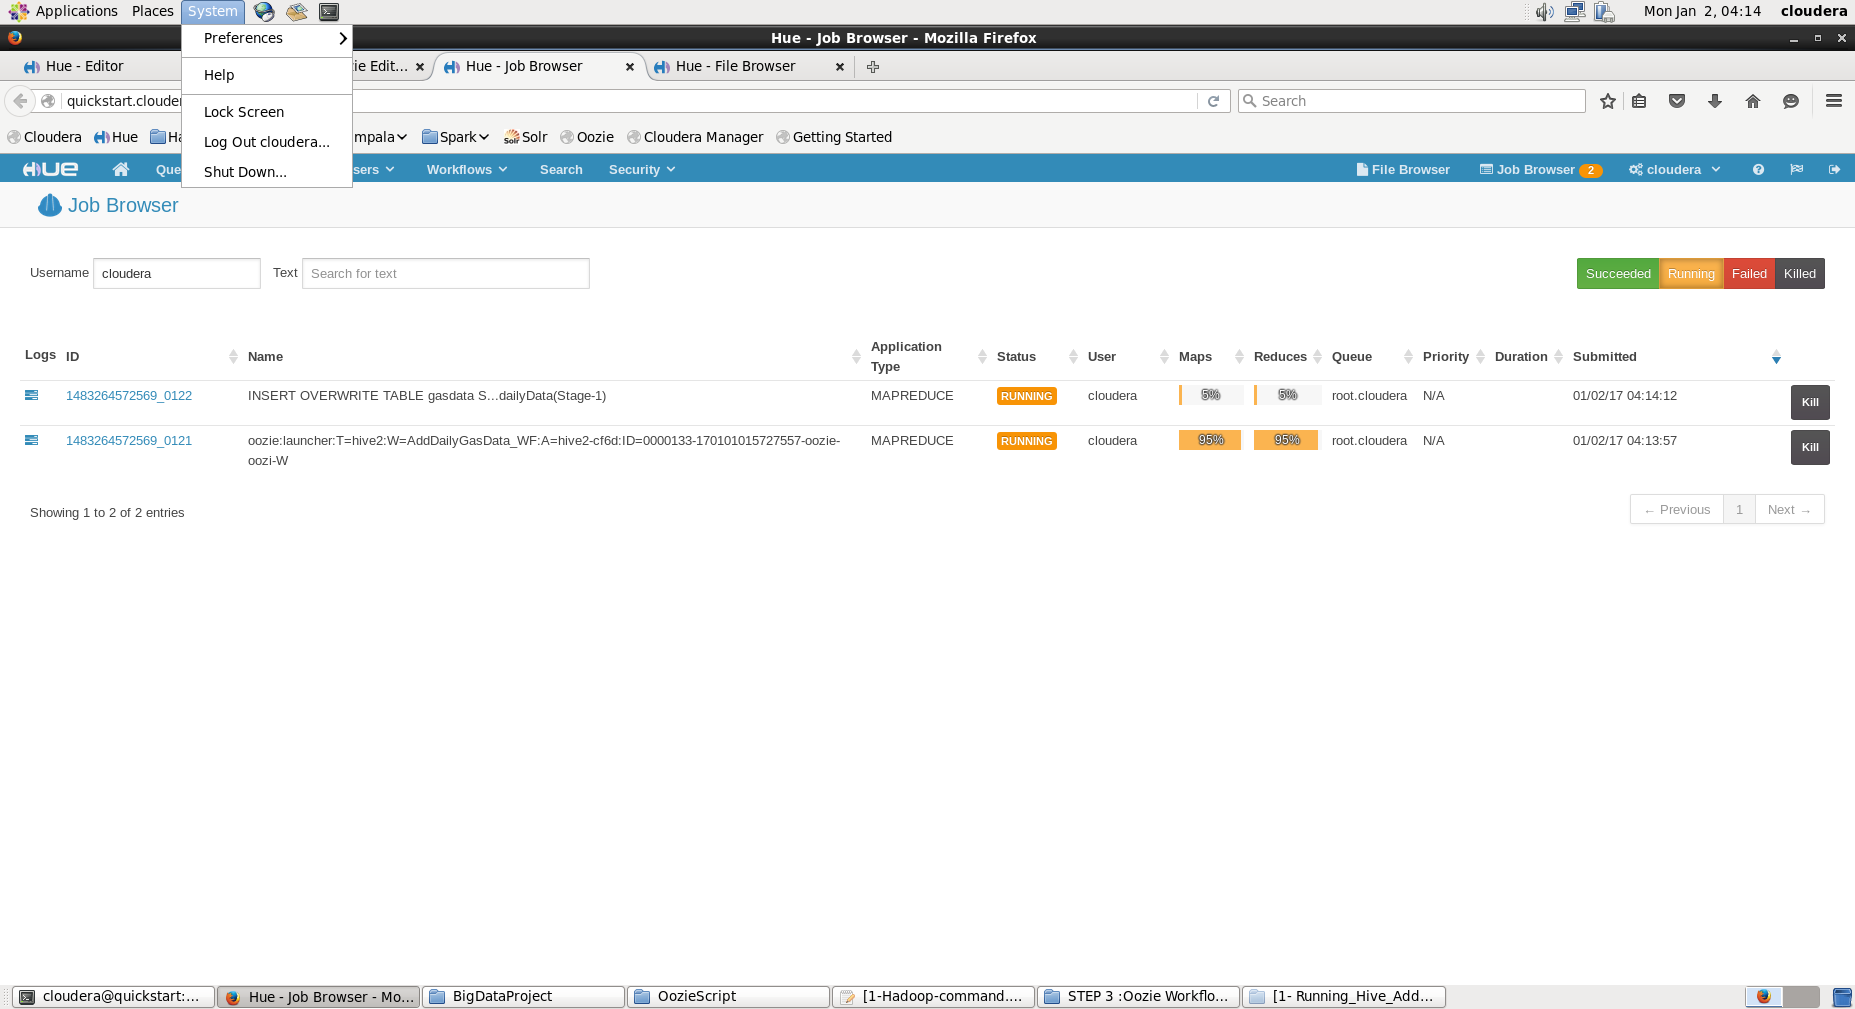 Applications Places System Mon Jan 2, 04:14 cloudera
Preferences
Help
Lock Screen
Log Out cloudera...
Shut Down...
Hue - Job Browser - Mozilla Firefox
Hue - Editor ie Edit... Hue - Job Browser Hue - File Browser
quickstart.clouder Search
Cloudera Hue Ha mpala Spark Solr Oozie Cloudera Manager Getting Started
HUE Que sers Workflows Search Security File Browser Job Browser 2 cloudera
Job Browser
Username cloudera Text Search for text Succeeded Running Failed Killed
Logs ID Name Application Type Status User Maps Reduces Queue Priority Duration Submitted
1483264572569_0122 INSERT OVERWRITE TABLE gasdata S...dailyData(Stage-1) MAPREDUCE RUNNING cloudera 5% 5% root.cloudera N/A 01/02/17 04:14:12 Kill
1483264572569_0121 oozie:launcher:T=hive2:W=AddDailyGasData_WF:A=hive2-cf6d:ID=0000133-170101015727557-oozie- MAPREDUCE RUNNING cloudera 95% 95% root.cloudera N/A 01/02/17 04:13:57 Kill
oozi-W
Showing 1 to 2 of 2 entries ← Previous 1 Next →
cloudera@quickstart:... Hue - Job Browser - Mo... BigDataProject OozieScript [1-Hadoop-command.... STEP 3 :Oozie Workflo... [1- Running_Hive_Add...